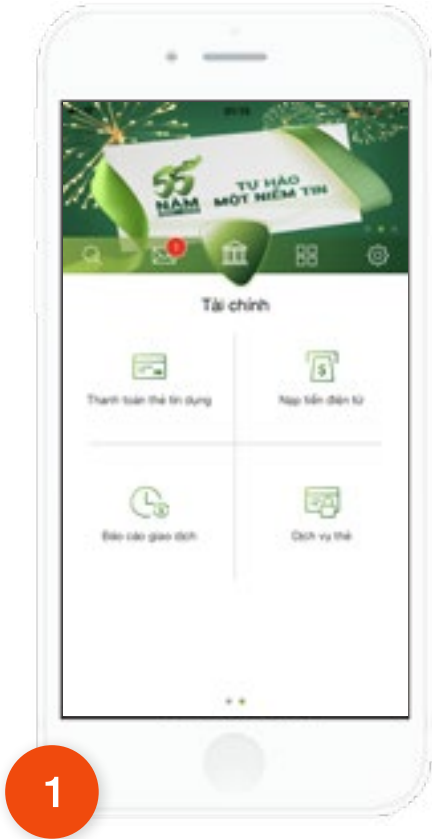 55
NĂM
TỰ HÀO
MỘT NIỀM TIN
1
Tài chính
Thanh toán thẻ tín dụng
Nạp tiền điện tử
Báo cáo giao dịch
Dịch vụ thẻ
1